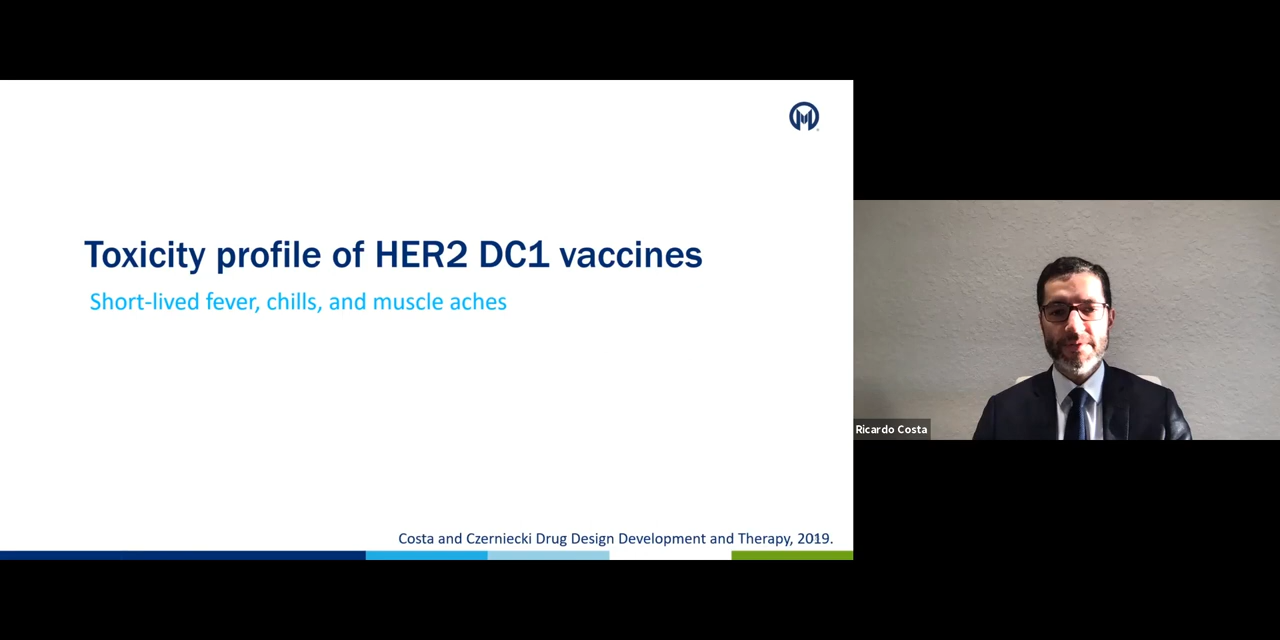 Toxicity profile of HER2 DC1 vaccines
Short-lived fever, chills, and muscle aches
Costa and Czerniecki Drug Design Development and Therapy, 2019.
Ricardo Costa